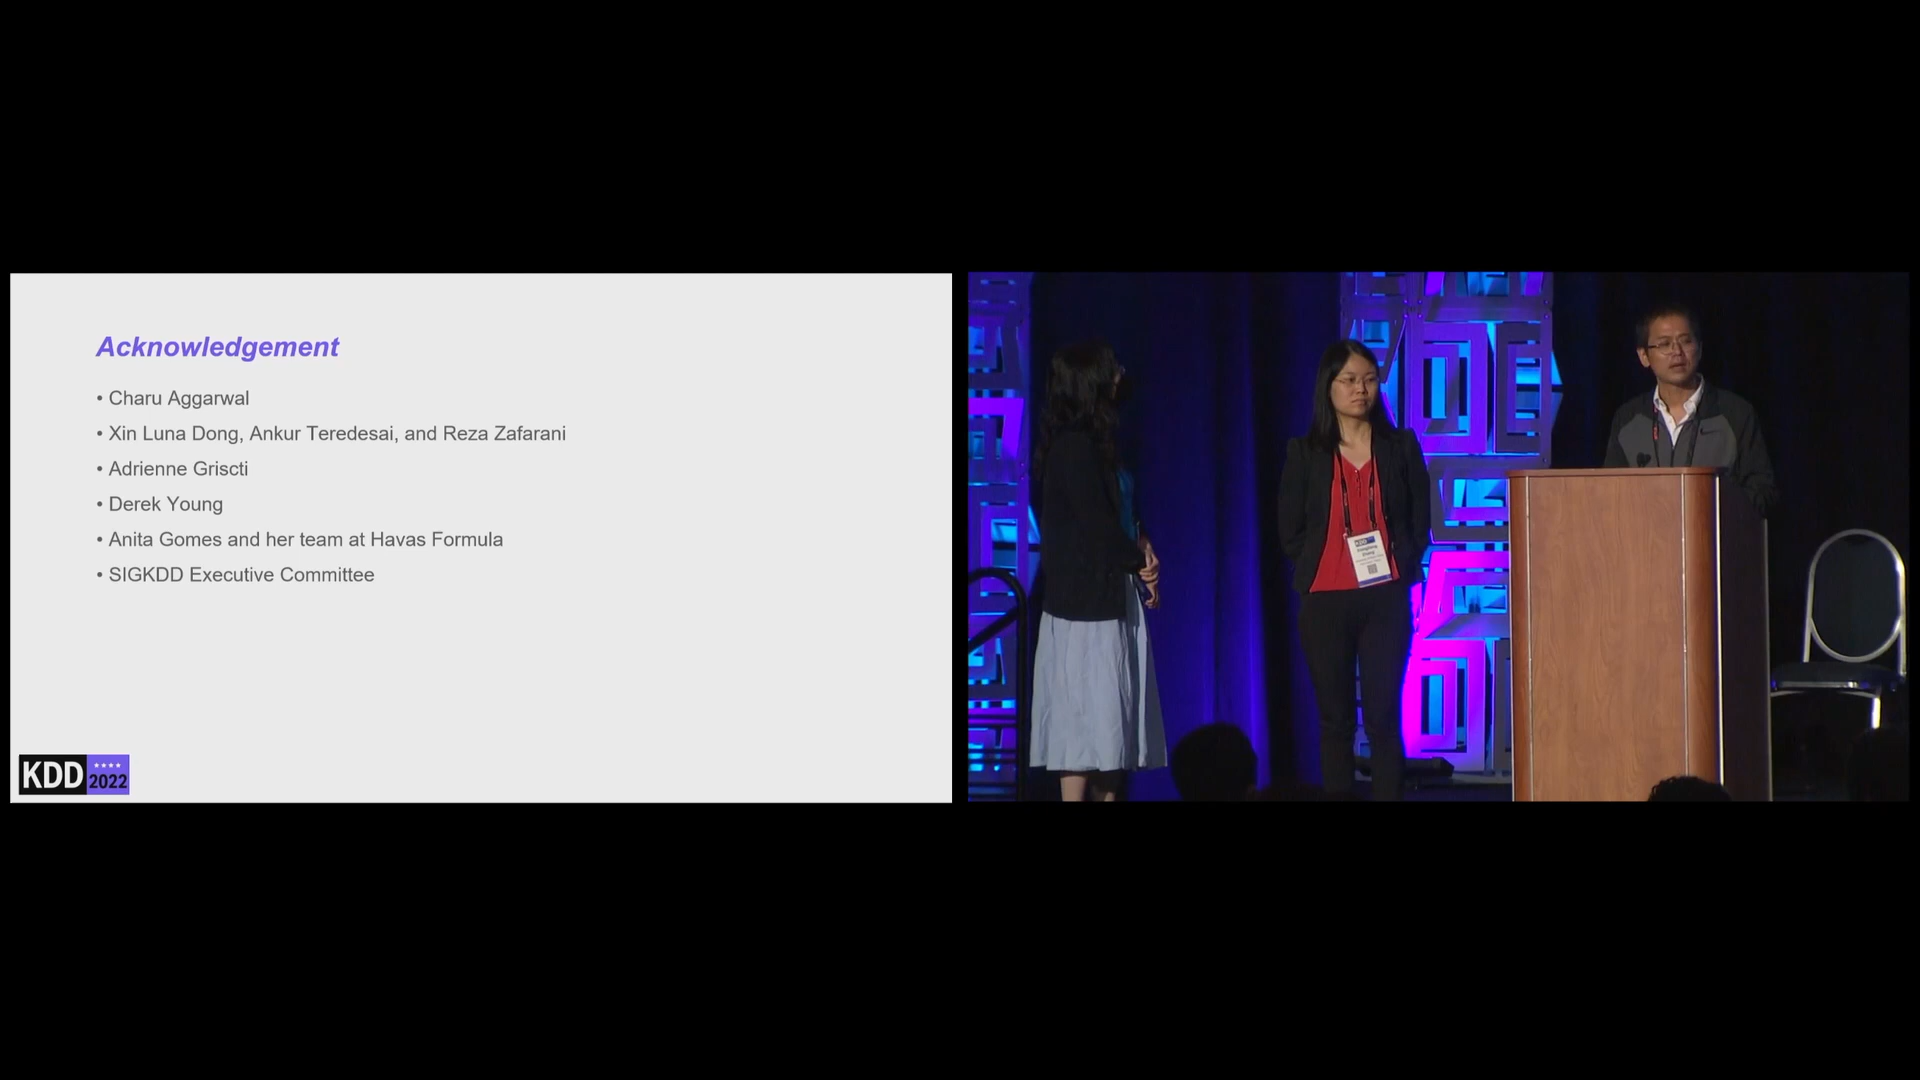 Acknowledgement
• Charu Aggarwal
• Xin Luna Dong, Ankur Teredesai, and Reza Zafarani
• Adrienne Griscti
• Derek Young
• Anita Gomes and her team at Havas Formula
• SIGKDD Executive Committee
KDD 2022
KDD